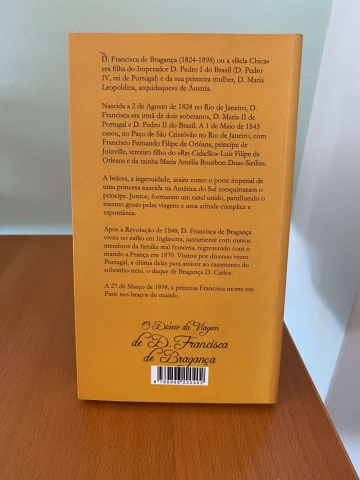 D. Francisca de Bragança (1824-1898) ou a «Bela Chica»
era filha do Imperador D. Pedro I do Brasil (D. Pedro
IV, rei de Portugal) e da sua primeira mulher, D. Maria
Leopoldina, arquiduquesa de Áustria.
Nascida a 2 de Agosto de 1824 no Rio de Janeiro, D.
Francisca era irmã de dois soberanos, D. Maria II de
Portugal e D. Pedro II do Brasil. A 1 de Maio de 1843
casou, no Paço de São Cristóvão no Rio de Janeiro, com
Francisco Fernando Filipe de Orléans, príncipe de
Joinville, terceiro filho do «Rei-Cidadão» Luís Filipe de
Orléans e da rainha Maria Amélia Bourbon Duas-Sicílias.
A beleza, a ingenuidade, assim como o porte imperial de
uma princesa nascida na América do Sul conquistaram o
príncipe. Juntos, formaram um casal unido, partilhando o
mesmo gosto pelas viagens e uma atitude cúmplice e
espontânea.
Após a Revolução de 1848, D. Francisca de Bragança
viveu no exílio em Inglaterra, juntamente com outros
membros da família real francesa, regressando com o
marido a França em 1870. Visitou por diversas vezes
Portugal, a última delas para assistir ao casamento do
sobrinho-neto, o duque de Bragança D. Carlos.
A 27 de Março de 1898, a princesa Francisca morre em
Paris nos braços do marido.
O Diário da Viagem
de D. Francisca
de Bragança